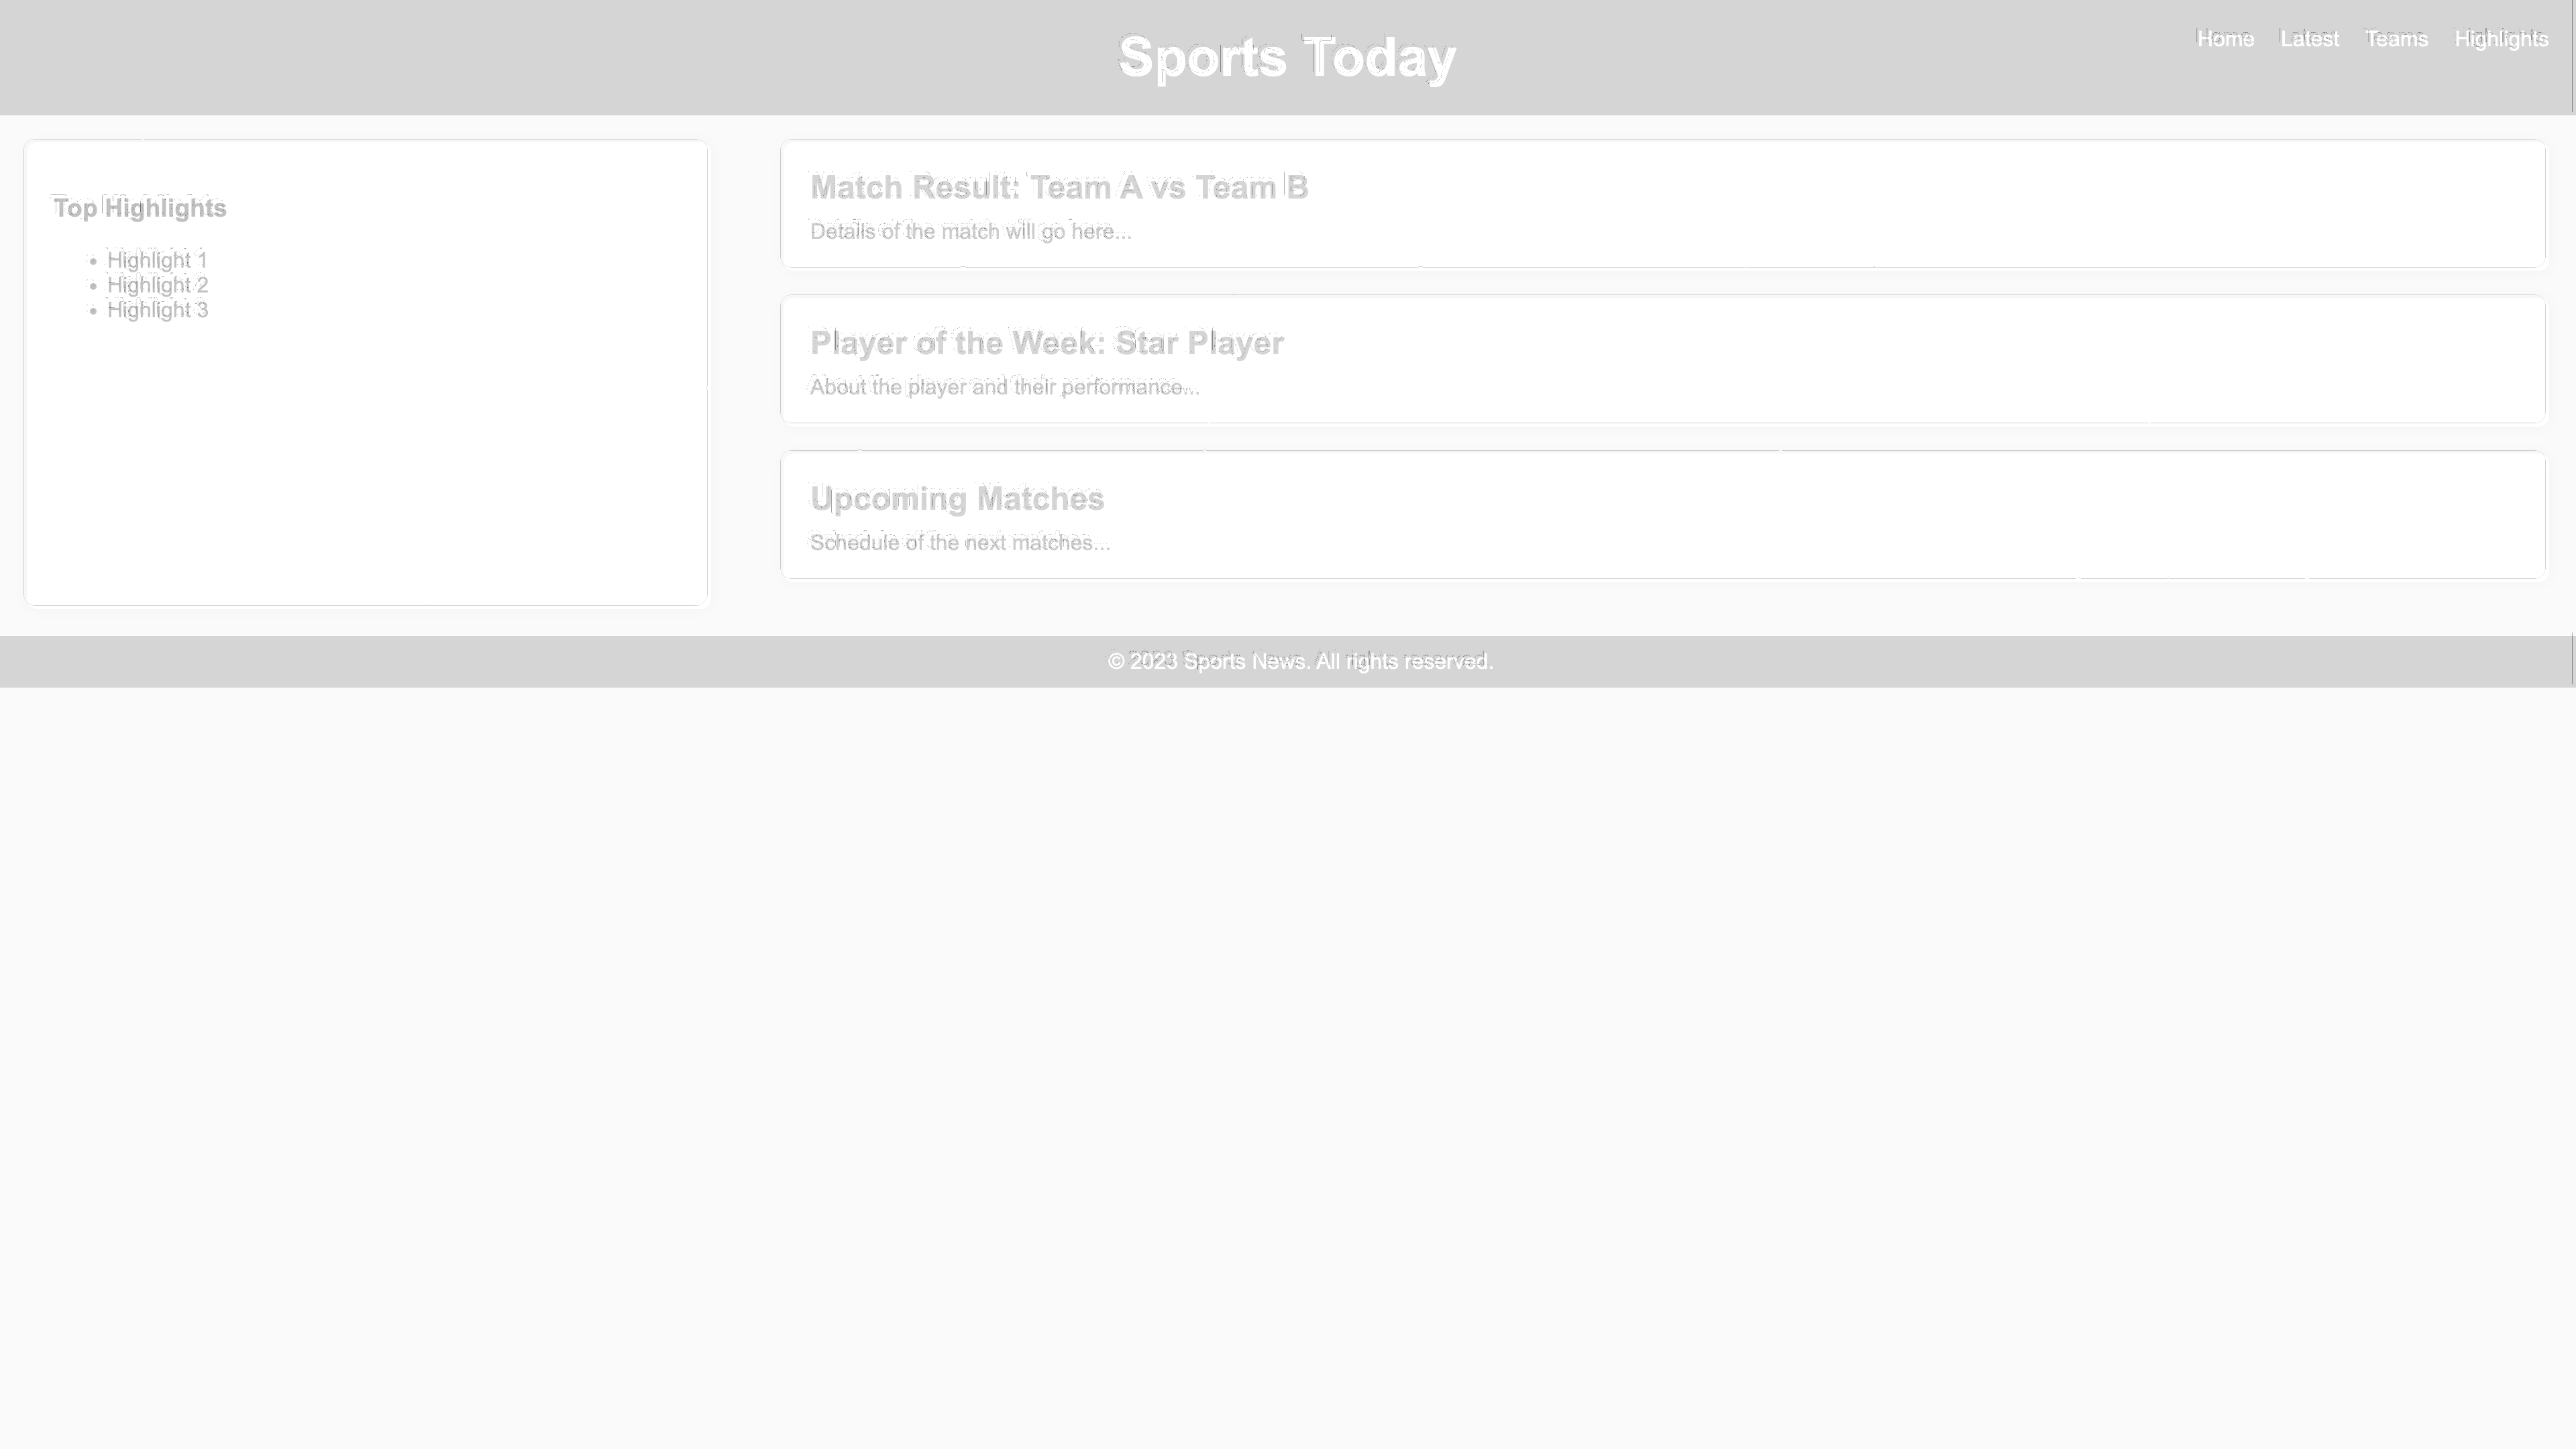 Sports Today
Home Latest Teams Highlights
Top Highlights
• Highlight 1
• Highlight 2
• Highlight 3
Match Result: Team A vs Team B
Details of the match will go here...
Player of the Week: Star Player
About the player and their performance...
Upcoming Matches
Schedule of the next matches...
© 2023 Sports News. All rights reserved.